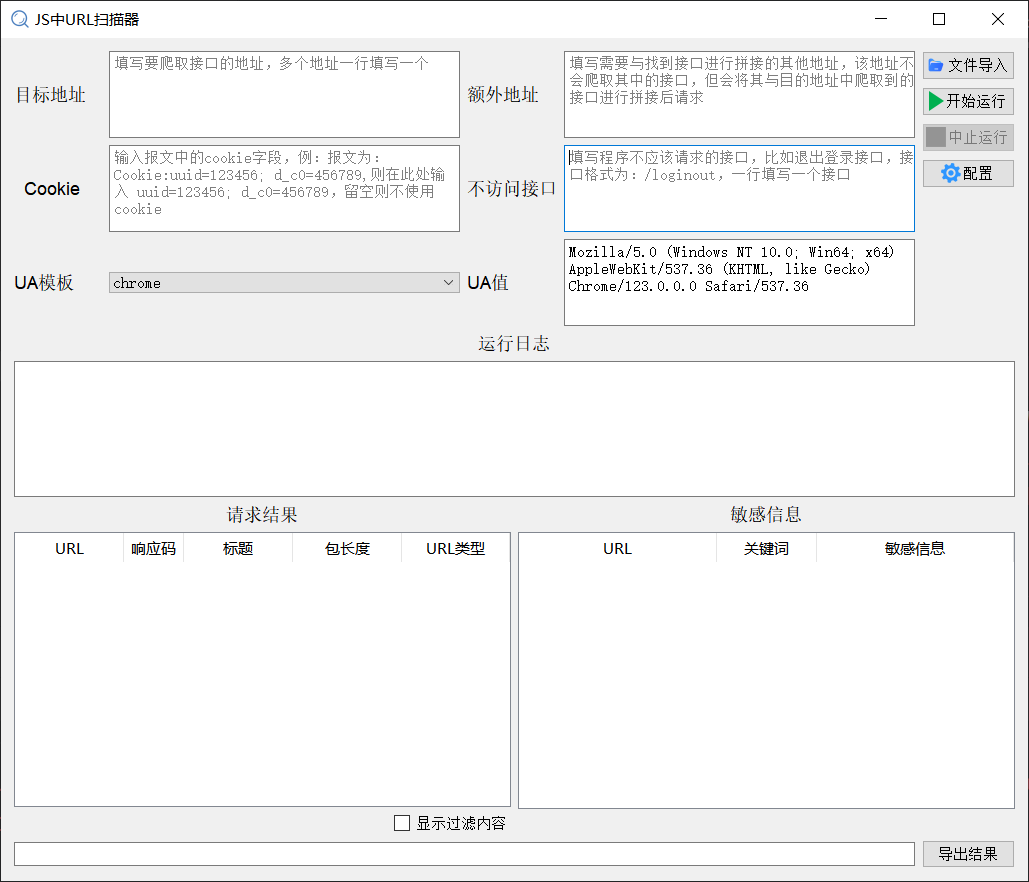 JS中URL扫描器
目标地址
填写要爬取接口的地址，多个地址一行填写一个
额外地址
填写需要与找到接口进行拼接的其他地址，该地址不
会爬取其中的接口，但会将其与目的地址中爬取到的
接口进行拼接后请求
文件导入
开始运行
中止运行
配置
Cookie
输入报文中的cookie字段，例：报文为：
Cookie:uuid=123456; d_c0=456789,则在此处输
入 uuid=123456; d_c0=456789，留空则不使用
cookie
不访问接口
填写程序不应该请求的接口，比如退出登录接口，接
口格式为：/loginout，一行填写一个接口
UA模板
chrome
UA值
Mozilla/5.0 (Windows NT 10.0; Win64; x64)
AppleWebKit/537.36 (KHTML, like Gecko)
Chrome/123.0.0.0 Safari/537.36
运行日志
请求结果
敏感信息
URL 响应码 标题 包长度 URL类型
URL 关键词 敏感信息
显示过滤内容
导出结果